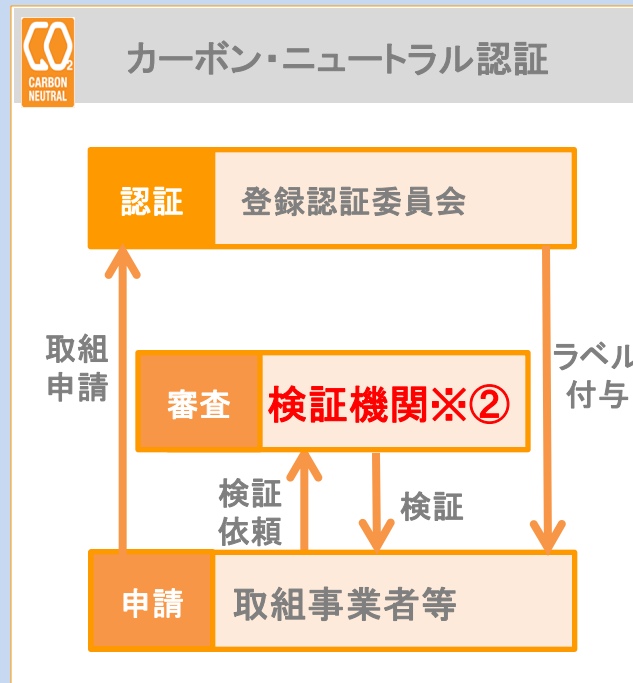 CO2
CARBON
NEUTRAL
カーボン・ニュートラル認証
認証
登録認証委員会
取組
申請
ラベル
付与
審査
検証機関※②
検証
依頼
検証
申請
取組事業者等